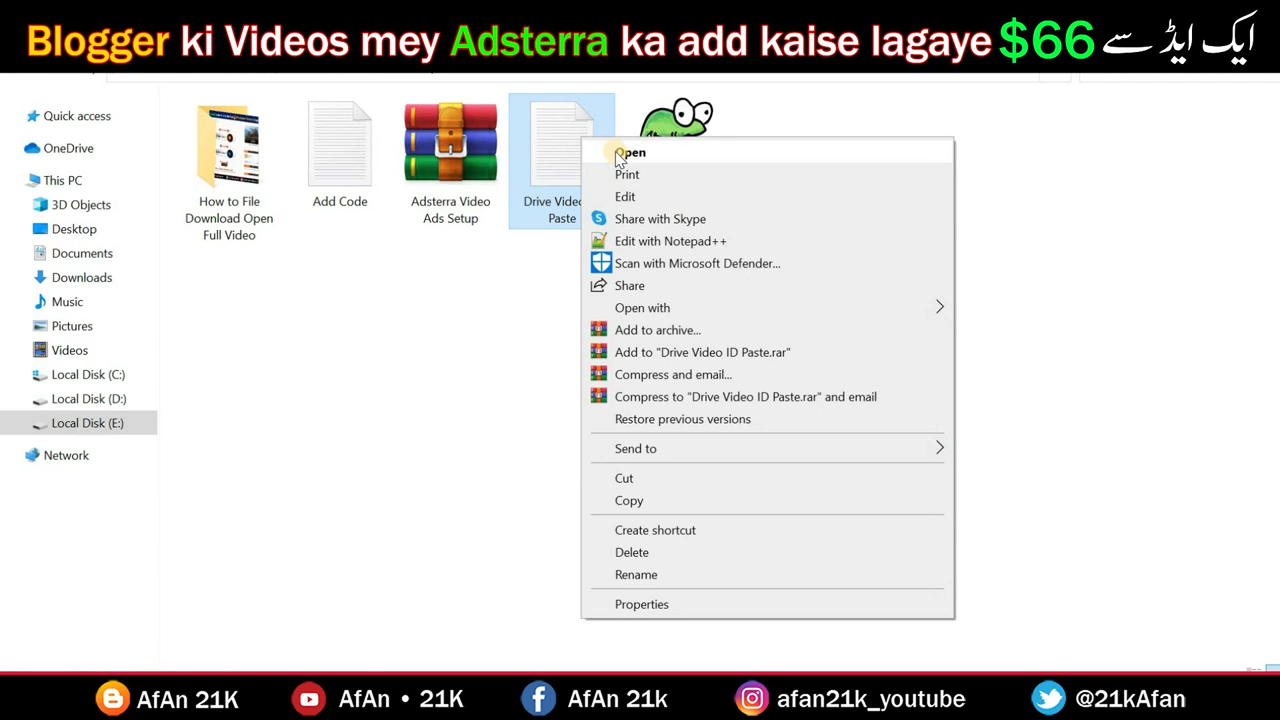 Blogger ki Videos mey Adsterra ka add kaise lagaye $66 ایک ایڈ سے
Quick access
OneDrive
This PC
3D Objects
Desktop
Documents
Downloads
Music
Pictures
Videos
Local Disk (C:)
Local Disk (D:)
Local Disk (E:)
Network
How to File
Download Open
Full Video
Add Code
Adsterra Video
Ads Setup
Drive Video
Paste
Open
Print
Edit
Share with Skype
Edit with Notepad++
Scan with Microsoft Defender...
Share
Open with
Add to archive...
Add to "Drive Video ID Paste.rar"
Compress and email...
Compress to "Drive Video ID Paste.rar" and email
Restore previous versions
Send to
Cut
Copy
Create shortcut
Delete
Rename
Properties
AfAn 21K
AfAn • 21K
AfAn 21k
afan21k_youtube
@21kAfan